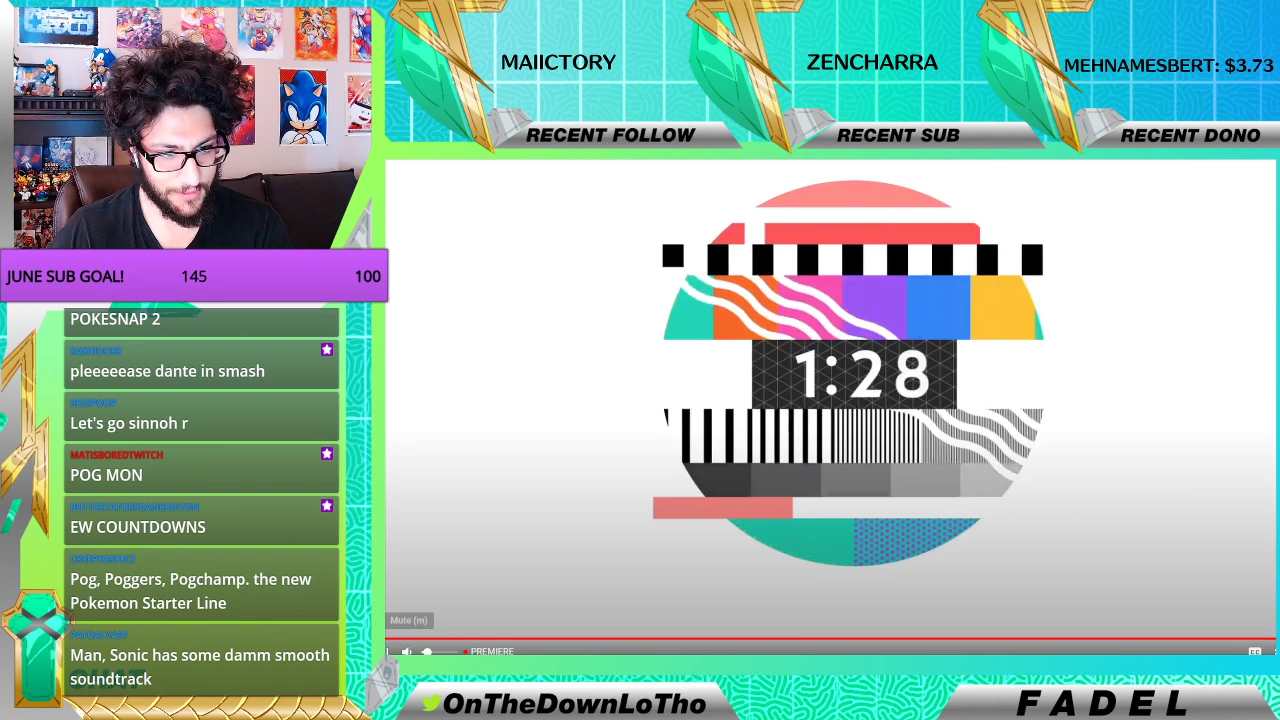 MAIICTORY
ZENCHARRA
MEHNAMESBERT: $3.73
RECENT FOLLOW
RECENT SUB
RECENT DONO
JUNE SUB GOAL! 145 100
POKESNAP 2
pleeeeease dante in smash
Let's go sinnoh r
MATISBOREDTWITCH
POG MON
EW COUNTDOWNS
Pog, Poggers, Pogchamp. the new
Pokemon Starter Line
Man, Sonic has some damm smooth
soundtrack
1:28
Mute (m)
PREMIERE
OnTheDownLoTho
FADEL